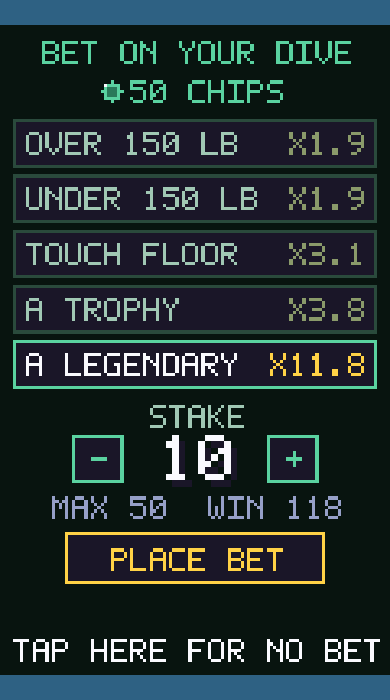 BET ON YOUR DIVE
50 CHIPS
OVER 150 LB X1.9
UNDER 150 LB X1.9
TOUCH FLOOR X3.1
A TROPHY X3.8
A LEGENDARY X11.8
STAKE
- 10 +
MAX 50 WIN 118
PLACE BET
TAP HERE FOR NO BET